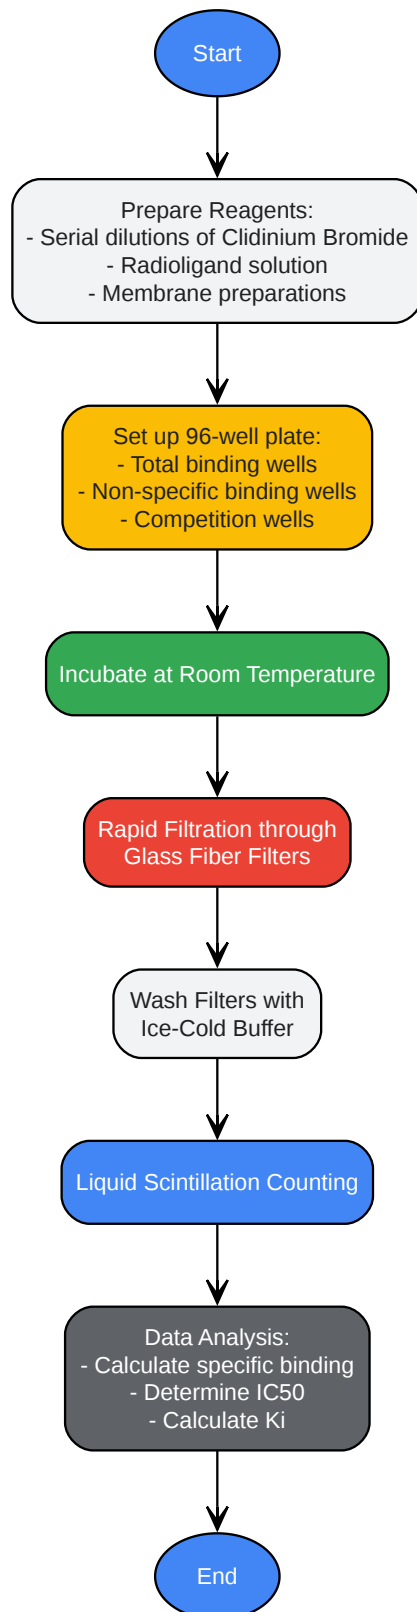 Start
Prepare Reagents:
- Serial dilutions of Clidinium Bromide
- Radioligand solution
- Membrane preparations
Set up 96-well plate:
- Total binding wells
- Non-specific binding wells
- Competition wells
Incubate at Room Temperature
Rapid Filtration through
Glass Fiber Filters
Wash Filters with
Ice-Cold Buffer
Liquid Scintillation Counting
Data Analysis:
- Calculate specific binding
- Determine IC50
- Calculate Ki
End